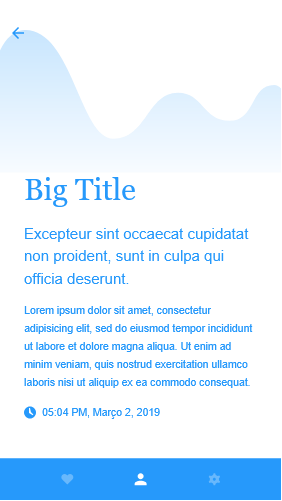 Big Title
Excepteur sint occaecat cupidatat
non proident, sunt in culpa qui
officia deserunt.
Lorem ipsum dolor sit amet, consectetur
adipisicing elit, sed do eiusmod tempor incididunt
ut labore et dolore magna aliqua. Ut enim ad
minim veniam, quis nostrud exercitation ullamco
laboris nisi ut aliquip ex ea commodo consequat.
05:04 PM, Março 2, 2019